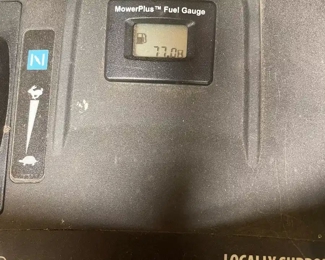 MowerPlus™ Fuel Gauge
77.0H
N
LOCALLY SUPPO